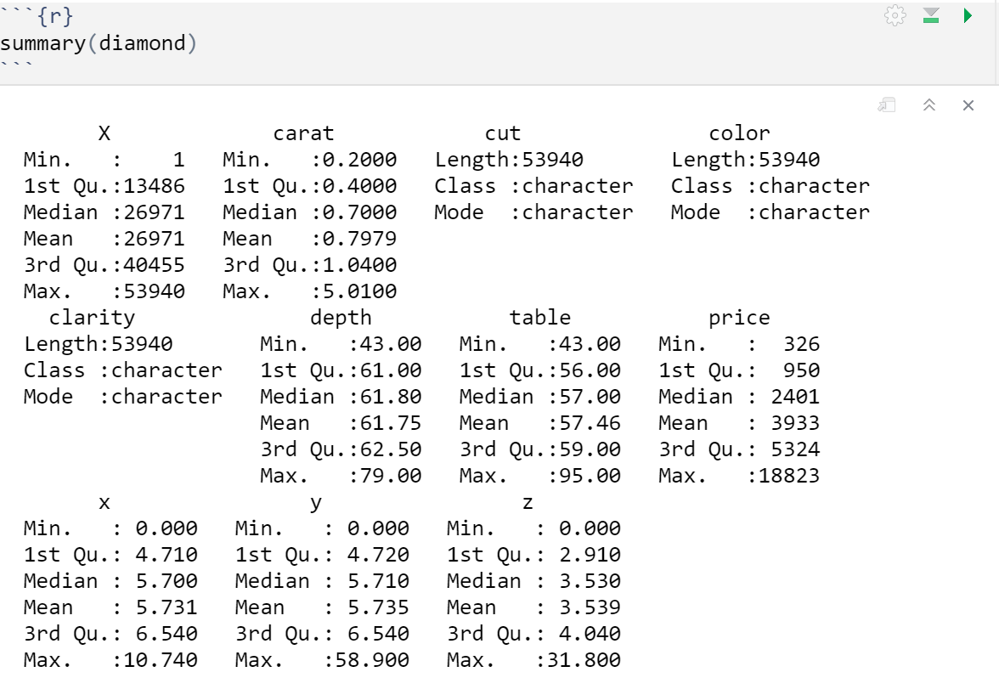 ```{r}
summary(diamond)
```
X carat cut color
Min. : 1 Min. :0.2000 Length:53940 Length:53940
1st Qu.:13486 1st Qu.:0.4000 Class :character Class :character
Median :26971 Median :0.7000 Mode :character Mode :character
Mean :26971 Mean :0.7979
3rd Qu.:40455 3rd Qu.:1.0400
Max. :53940 Max. :5.0100
clarity depth table price
Length:53940 Min. :43.00 Min. :43.00 Min. : 326
Class :character 1st Qu.:61.00 1st Qu.:56.00 1st Qu.: 950
Mode :character Median :61.80 Median :57.00 Median : 2401
Mean :61.75 Mean :57.46 Mean : 3933
3rd Qu.:62.50 3rd Qu.:59.00 3rd Qu.: 5324
Max. :79.00 Max. :95.00 Max. :18823
x y z
Min. : 0.000 Min. : 0.000 Min. : 0.000
1st Qu.: 4.710 1st Qu.: 4.720 1st Qu.: 2.910
Median : 5.700 Median : 5.710 Median : 3.530
Mean : 5.731 Mean : 5.735 Mean : 3.539
3rd Qu.: 6.540 3rd Qu.: 6.540 3rd Qu.: 4.040
Max. :10.740 Max. :58.900 Max. :31.800